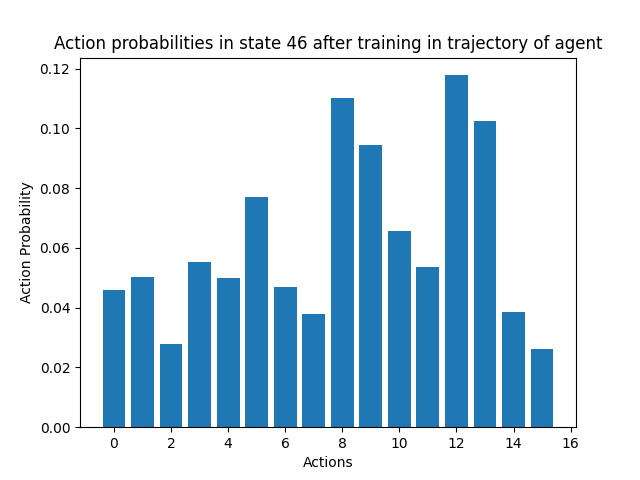 Action probabilities in state 46 after training in trajectory of agent
0.12
0.10
0.08
0.06
0.04
0.02
0.00
Action Probability
0 2 4 6 8 10 12 14 16
Actions